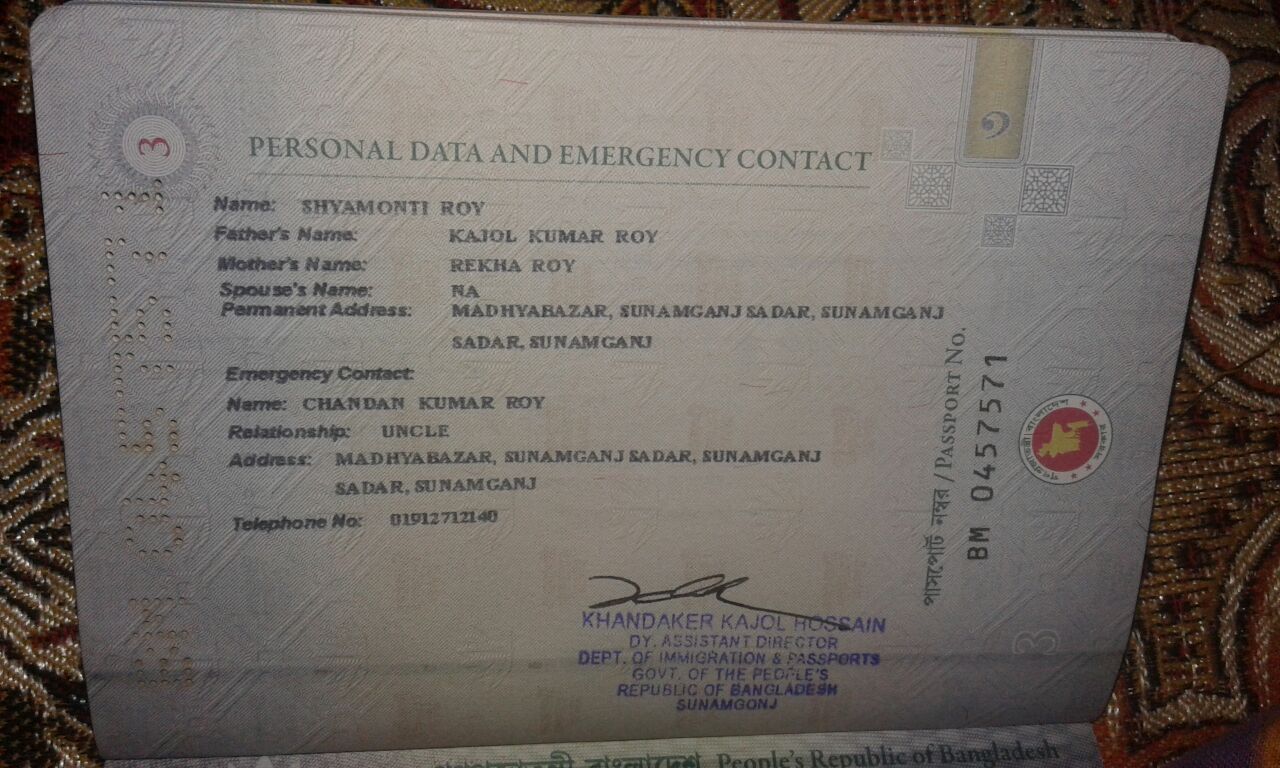 3
PERSONAL DATA AND EMERGENCY CONTACT
Name: SHYAMONTI ROY
Father's Name: KAJOL KUMAR ROY
Mother's Name: REKHA ROY
Spouse's Name: NA
Permanent Address: MADHYABAZAR, SUNAMGANJ SADAR, SUNAMGANJ
SADAR, SUNAMGANJ
Emergency Contact:
Name: CHANDAN KUMAR ROY
Relationship: UNCLE
Address: MADHYABAZAR, SUNAMGANJ SADAR, SUNAMGANJ
SADAR, SUNAMGANJ
Telephone No: 01912712140
KHANDAKER KAJOL HOSSAIN
DY. ASSISTANT DIRECTOR
DEPT. OF IMMIGRATION & PASSPORTS
GOVT. OF THE PEOPLE'S
REPUBLIC OF BANGLADESH
SUNAMGONJ
পাসপোর্ট নম্বর / PASSPORT No.
BM 0457571
৩
3
People's Republic of Bangladesh